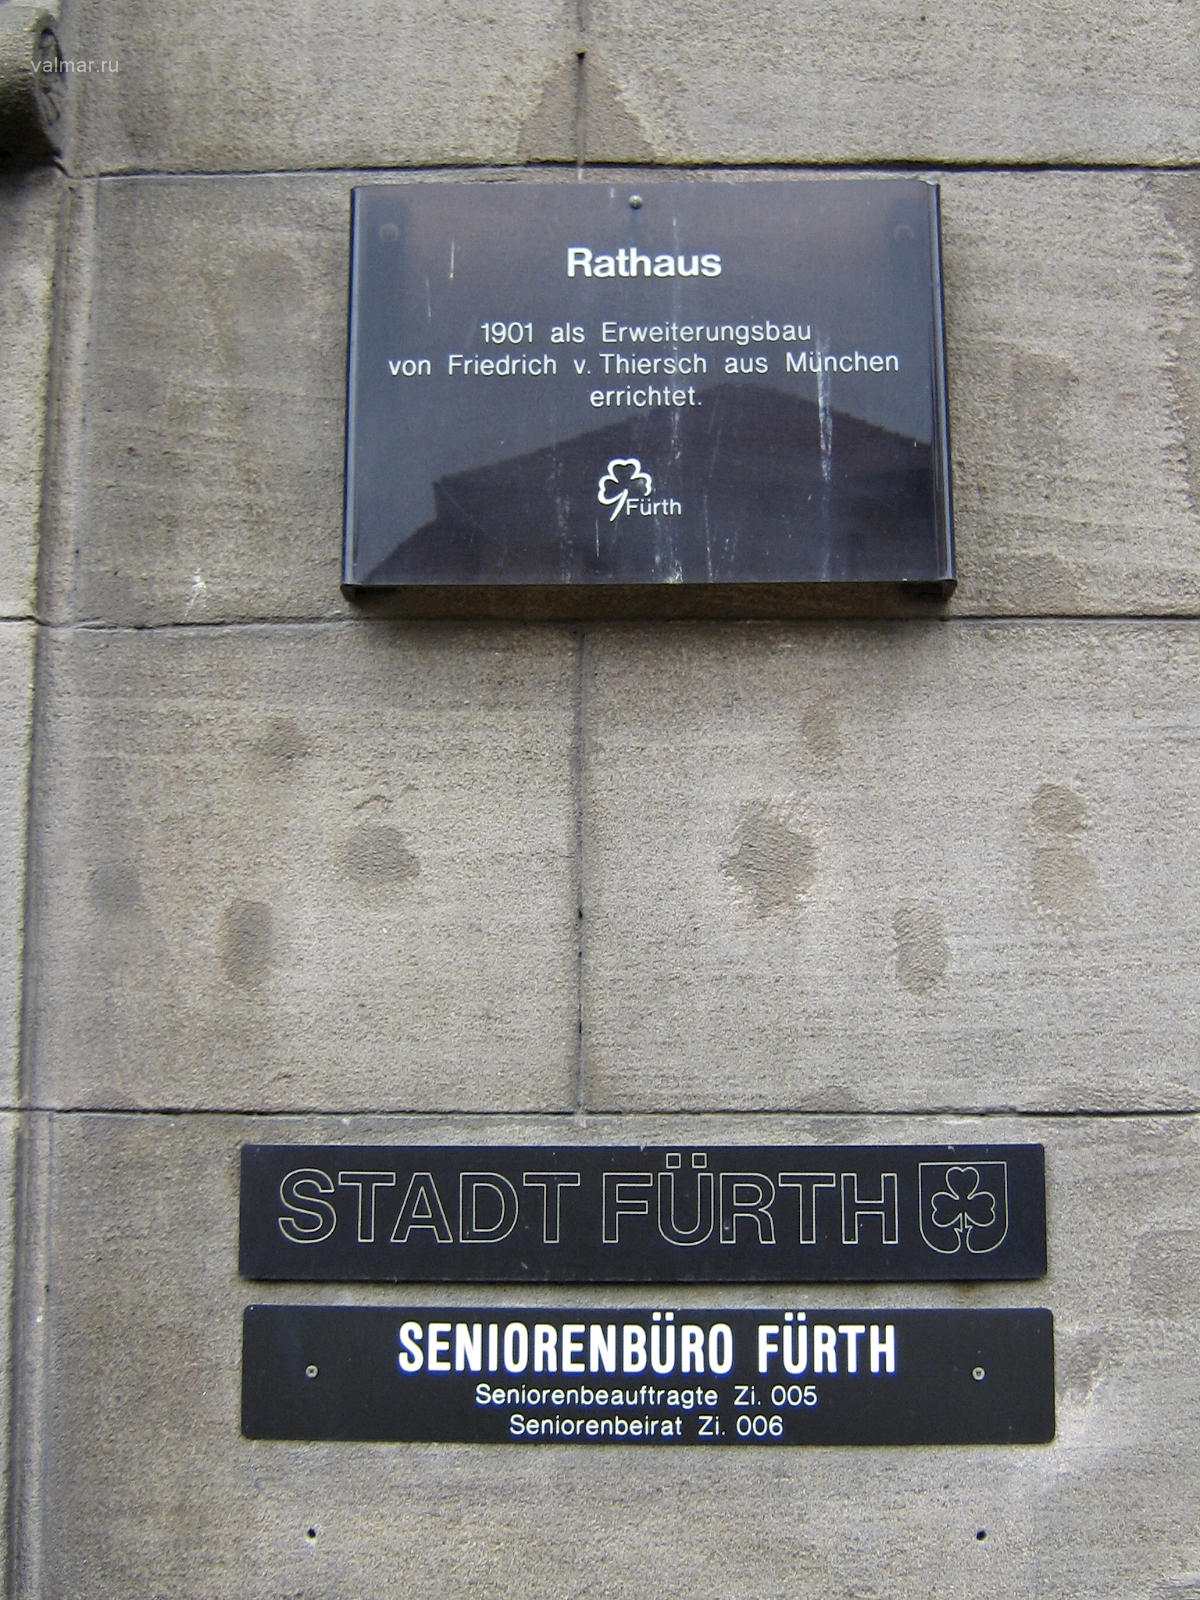 valmar.ru
Rathaus
1901 als Erweiterungsbau
von Friedrich v. Thiersch aus München
errichtet.
Fürth
STADT FÜRTH
SENIORENBÜRO FÜRTH
Seniorenbeauftragte Zi. 005
Seniorenbeirat Zi. 006